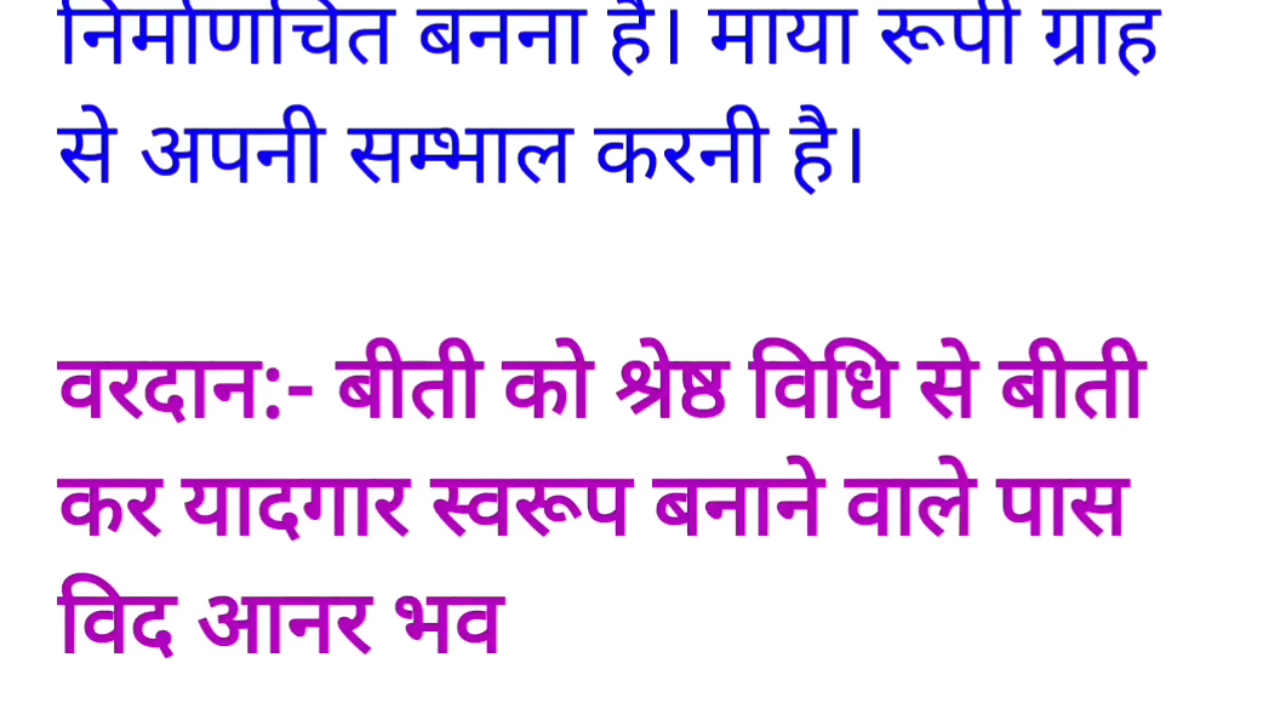 निर्माणचित बनना है। माया रूपी ग्राह
से अपनी सम्भाल करनी है।
वरदान:- बीती को श्रेष्ठ विधि से बीती
कर यादगार स्वरूप बनाने वाले पास
विद आनर भव